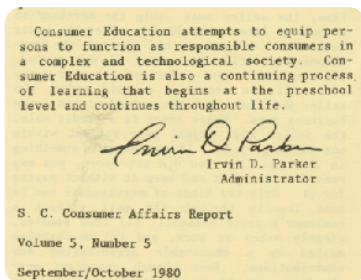 Consumer Education attempts to equip per-
sons to function as responsible consumers in
a complex and technological society. Con-
sumer Education is also a continuing process
of learning that begins at the preschool
level and continues throughout life.
Irvin D. Parker
Irvin D. Parker
Administrator
S. C. Consumer Affairs Report
Volume 5, Number 5
September/October 1980